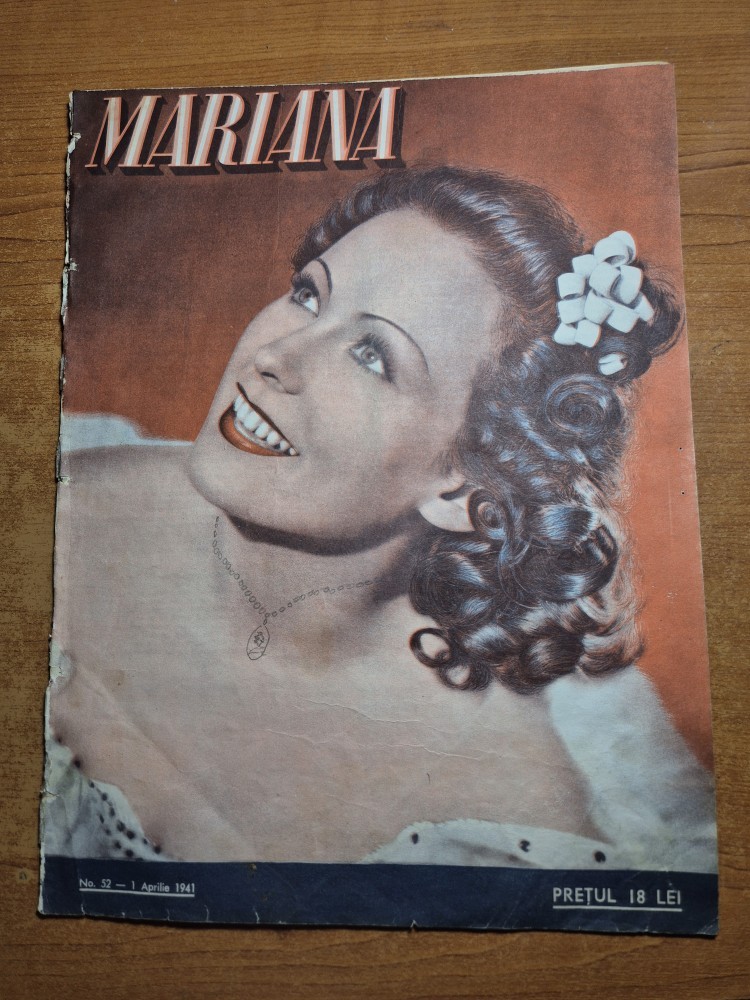 MARIANA
No. 52 — 1 Aprilie 1941
PREȚUL 18 LEI